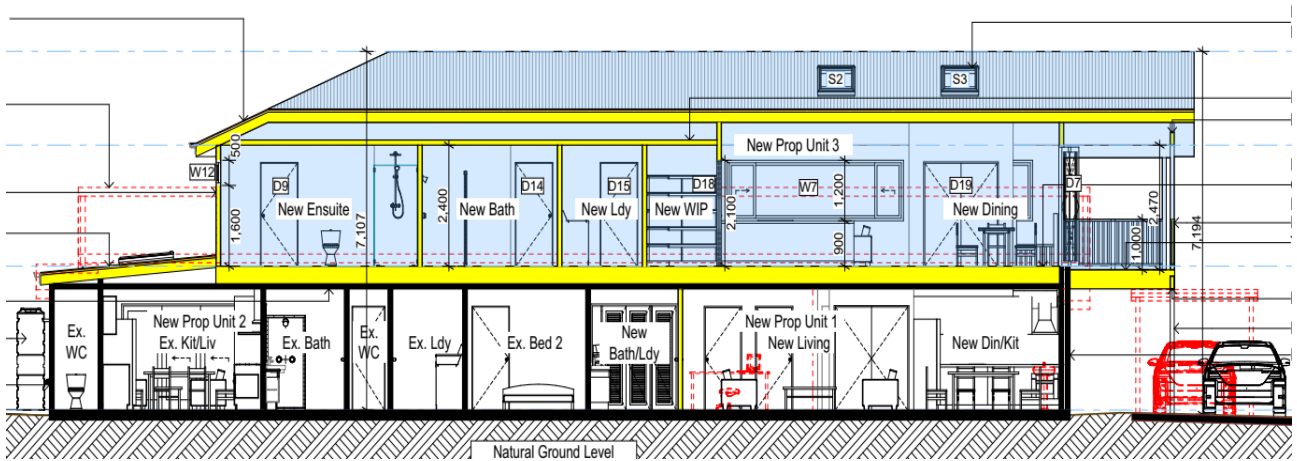 S2
S3
500
New Prop Unit 3
W12
D9
D14
D15
D18
W7
D19
D7
2,400
1,200
2,100
2,470
New Ensuite
New Bath
New Ldy
New WIP
New Dining
7,107
1,600
900
1,000
7,194
New Prop Unit 2
Ex. Kit/Liv
Ex.
WC
Ex. Bath
Ex.
WC
Ex. Ldy
Ex. Bed 2
New
Bath/Ldy
New Prop Unit 1
New Living
New Din/Kit
Natural Ground Level